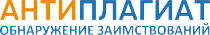 АНТИПЛАГИАТ
ОБНАРУЖЕНИЕ ЗАИМСТВОВАНИЙ